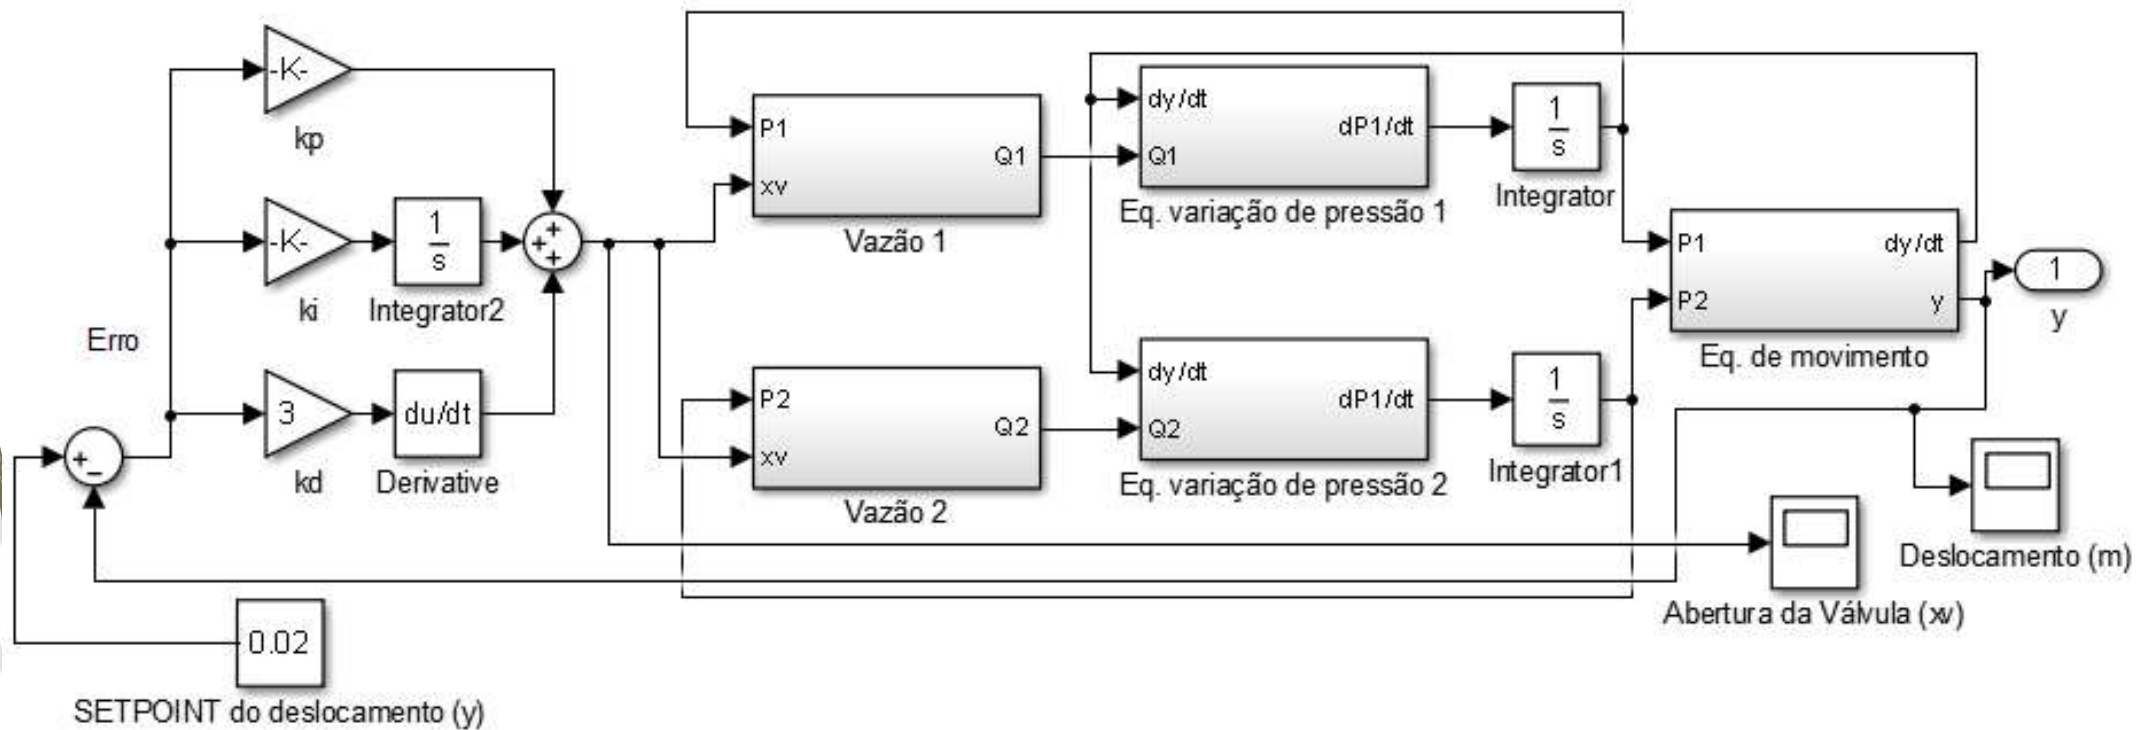 -K-
kp
-K-
ki
1
s
Integrator2
Erro
3
kd
du/dt
Derivative
+
+
+
+
−
0.02
SETPOINT do deslocamento (y)
P1
xv
Q1
Vazão 1
P2
xv
Q2
Vazão 2
dy/dt
Q1
dP1/dt
Eq. variação de pressão 1
dy/dt
Q2
dP1/dt
Eq. variação de pressão 2
1
s
Integrator
1
s
Integrator1
P1
P2
dy/dt
y
Eq. de movimento
1
y
Deslocamento (m)
Abertura da Válvula (xv)